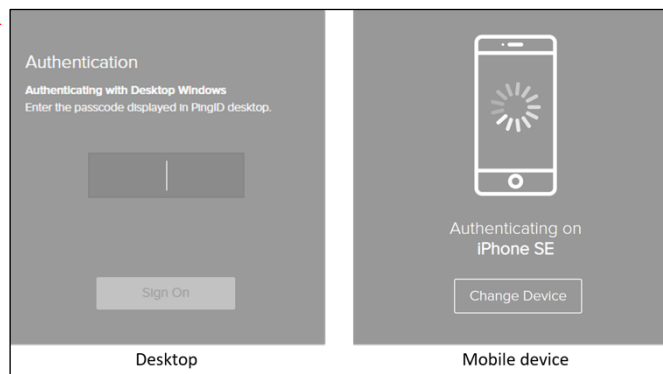 Authentication
Authenticating with Desktop Windows
Enter the passcode displayed in PingID desktop.
Sign On
Desktop
Authenticating on
iPhone SE
Change Device
Mobile device